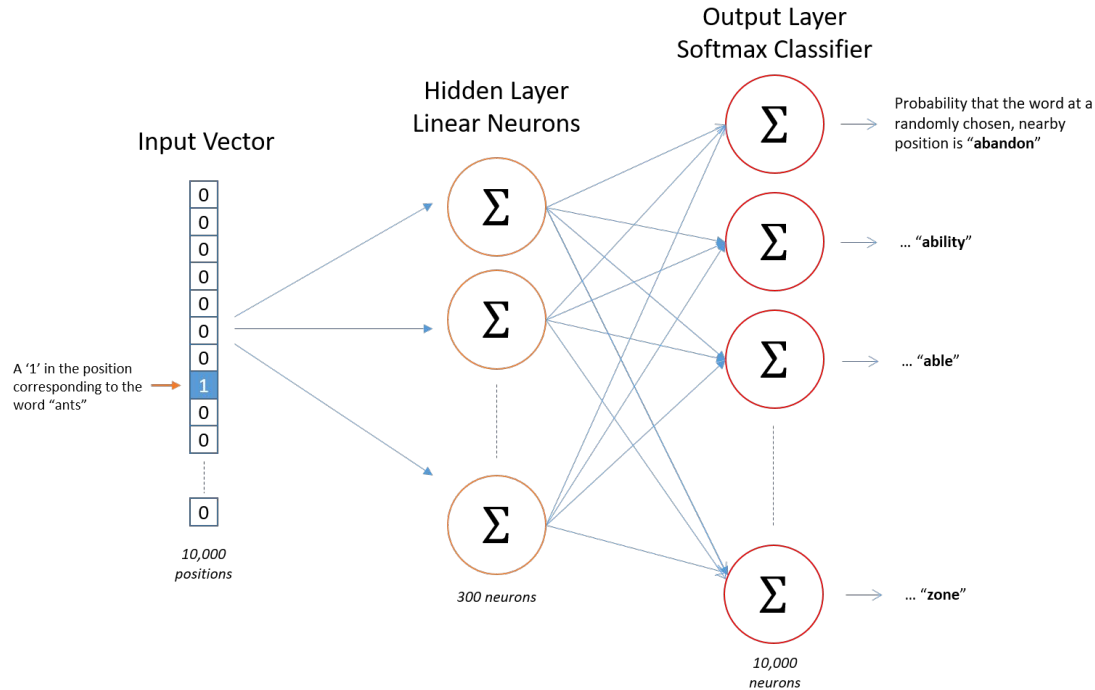 Output Layer
Softmax Classifier
Hidden Layer
Linear Neurons
Input Vector
0
0
0
0
0
0
0
1
0
0
0
A ‘1’ in the position
corresponding to the
word “ants”
10,000
positions
Σ
Σ
Σ
300 neurons
Σ
Σ
Σ
Σ
10,000
neurons
Probability that the word at a
randomly chosen, nearby
position is “abandon”
... “ability”
... “able”
... “zone”